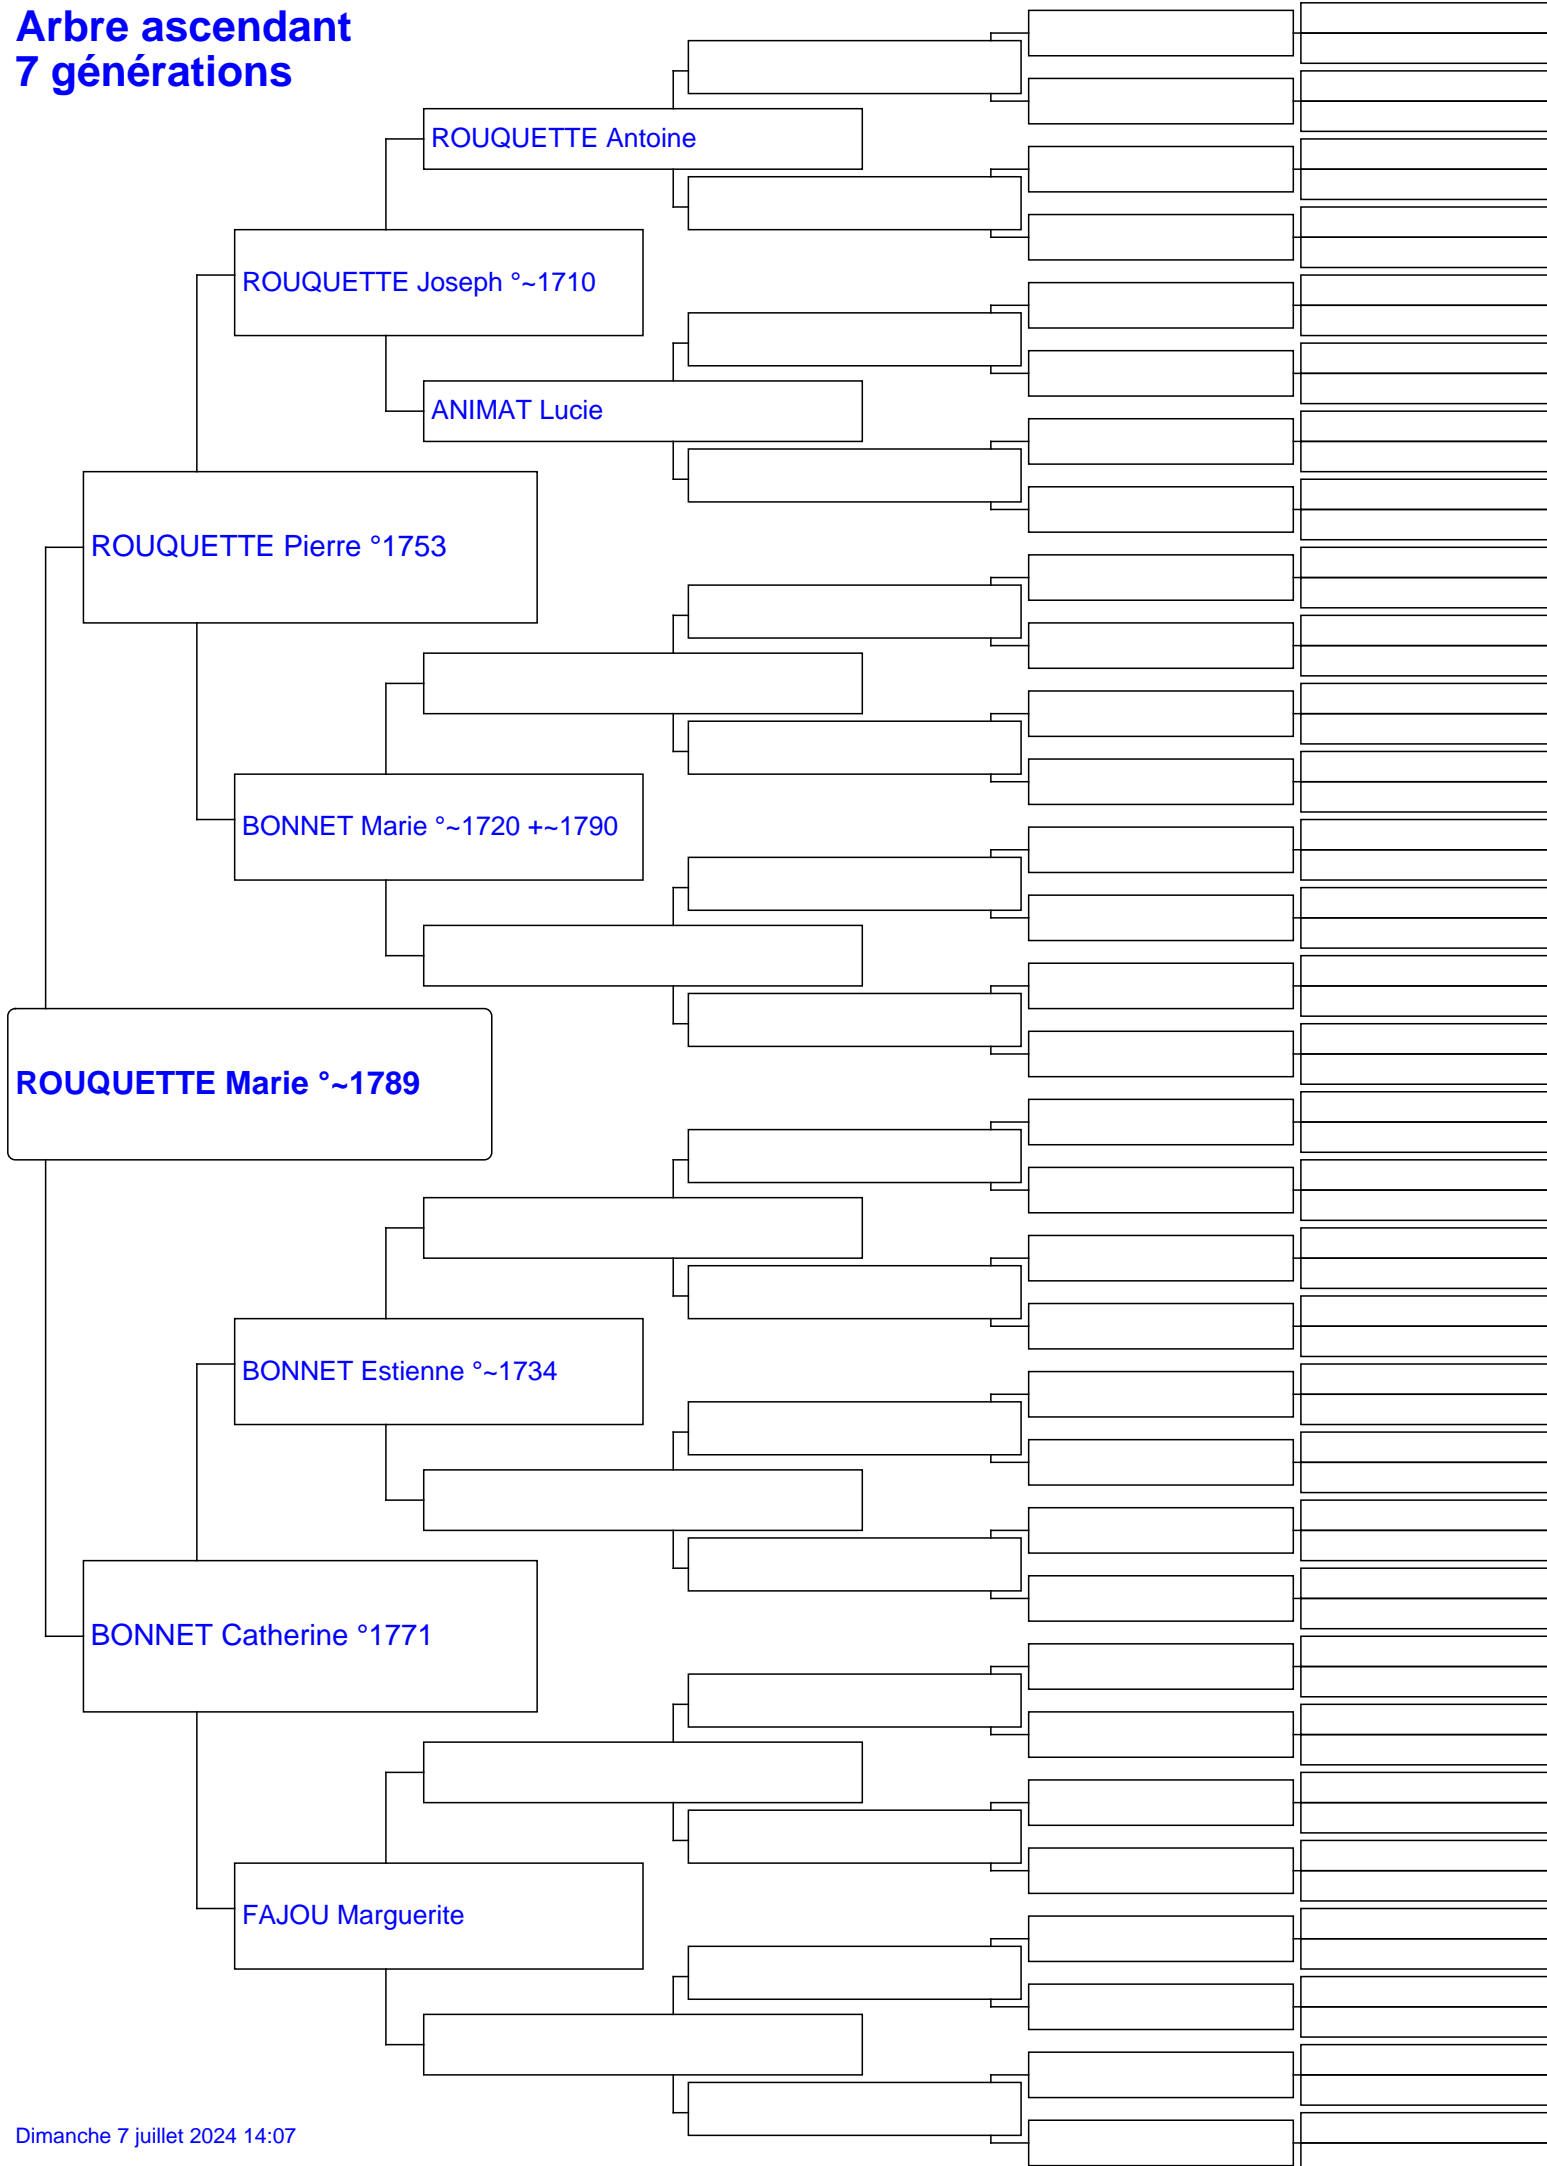 Arbre ascendant
7 générations
ROUQUETTE Antoine
ROUQUETTE Joseph °~1710
ANIMAT Lucie
ROUQUETTE Pierre °1753
BONNET Marie °~1720 +~1790
ROUQUETTE Marie °~1789
BONNET Estienne °~1734
BONNET Catherine °1771
FAJOU Marguerite
Dimanche 7 juillet 2024 14:07